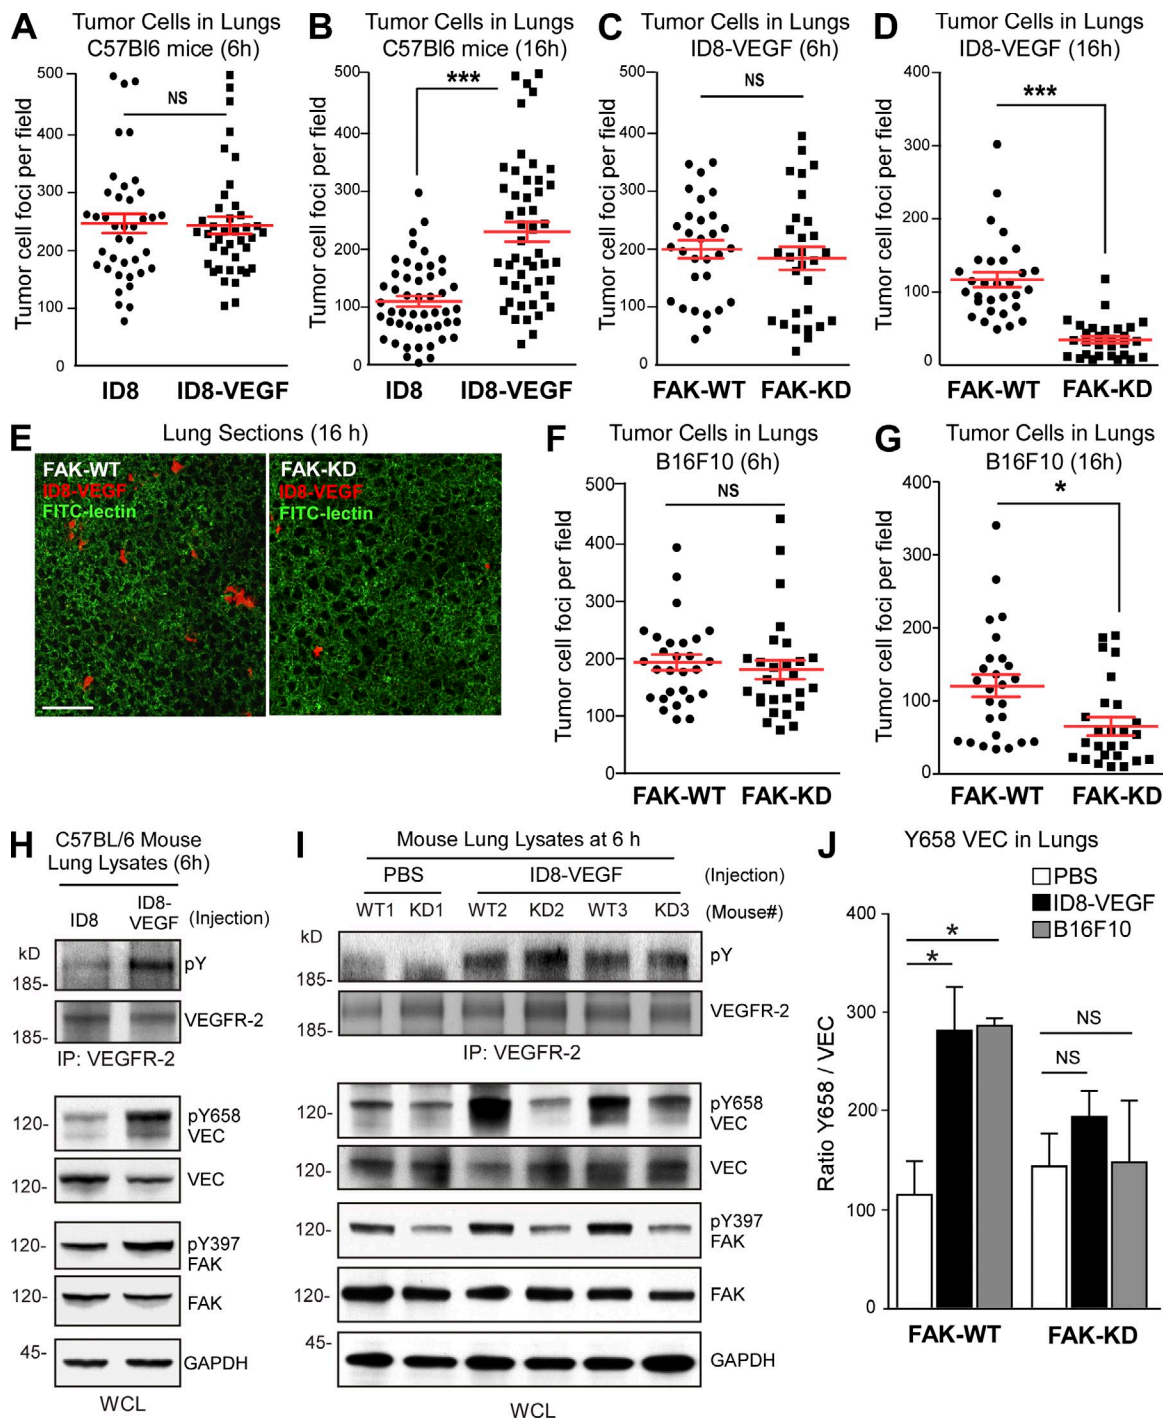 A
Tumor Cells in Lungs
C57Bl6 mice (6h)
Tumor cell foci per field
500
400
300
200
100
0
NS
ID8
ID8-VEGF
B
Tumor Cells in Lungs
C57Bl6 mice (16h)
Tumor cell foci per field
500
400
300
200
100
0
***
ID8
ID8-VEGF
C
Tumor Cells in Lungs
ID8-VEGF (6h)
Tumor cell foci per field
500
400
300
200
100
0
NS
FAK-WT
FAK-KD
D
Tumor Cells in Lungs
ID8-VEGF (16h)
Tumor cell foci per field
400
300
200
100
0
***
FAK-WT
FAK-KD
E
Lung Sections (16 h)
FAK-WT
ID8-VEGF
FITC-lectin
FAK-KD
ID8-VEGF
FITC-lectin
F
Tumor Cells in Lungs
B16F10 (6h)
Tumor cell foci per field
500
400
300
200
100
0
NS
FAK-WT
FAK-KD
G
Tumor Cells in Lungs
B16F10 (16h)
Tumor cell foci per field
400
300
200
100
0
*
FAK-WT
FAK-KD
H
C57BL/6 Mouse
Lung Lysates (6h)
ID8
ID8-
VEGF
(Injection)
kD
185-
pY
185-
VEGFR-2
IP: VEGFR-2
120-
pY658
VEC
120-
VEC
120-
pY397
FAK
120-
FAK
45-
GAPDH
WCL
I
Mouse Lung Lysates at 6 h
PBS
ID8-VEGF
(Injection)
WT1 KD1 WT2 KD2 WT3 KD3
(Mouse#)
kD
185-
pY
185-
VEGFR-2
IP: VEGFR-2
120-
pY658
VEC
120-
VEC
120-
pY397
FAK
120-
FAK
45-
GAPDH
WCL
J
Y658 VEC in Lungs
PBS
ID8-VEGF
B16F10
Ratio Y658 / VEC
400
300
200
100
0
*
*
NS
NS
FAK-WT
FAK-KD